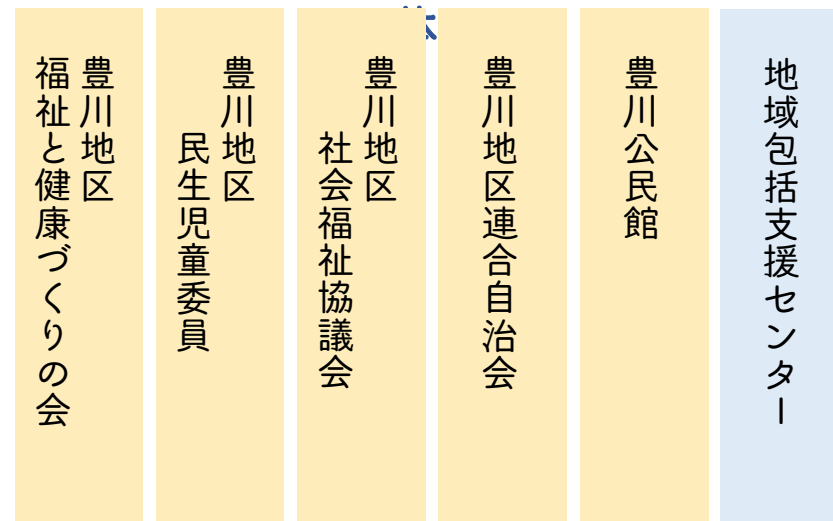 地域包括支援センター
豊川公民館
豊川地区連合自治会
豊川地区
社会福祉協議会
豊川地区
民生児童委員
豊川地区
福祉と健康づくりの会